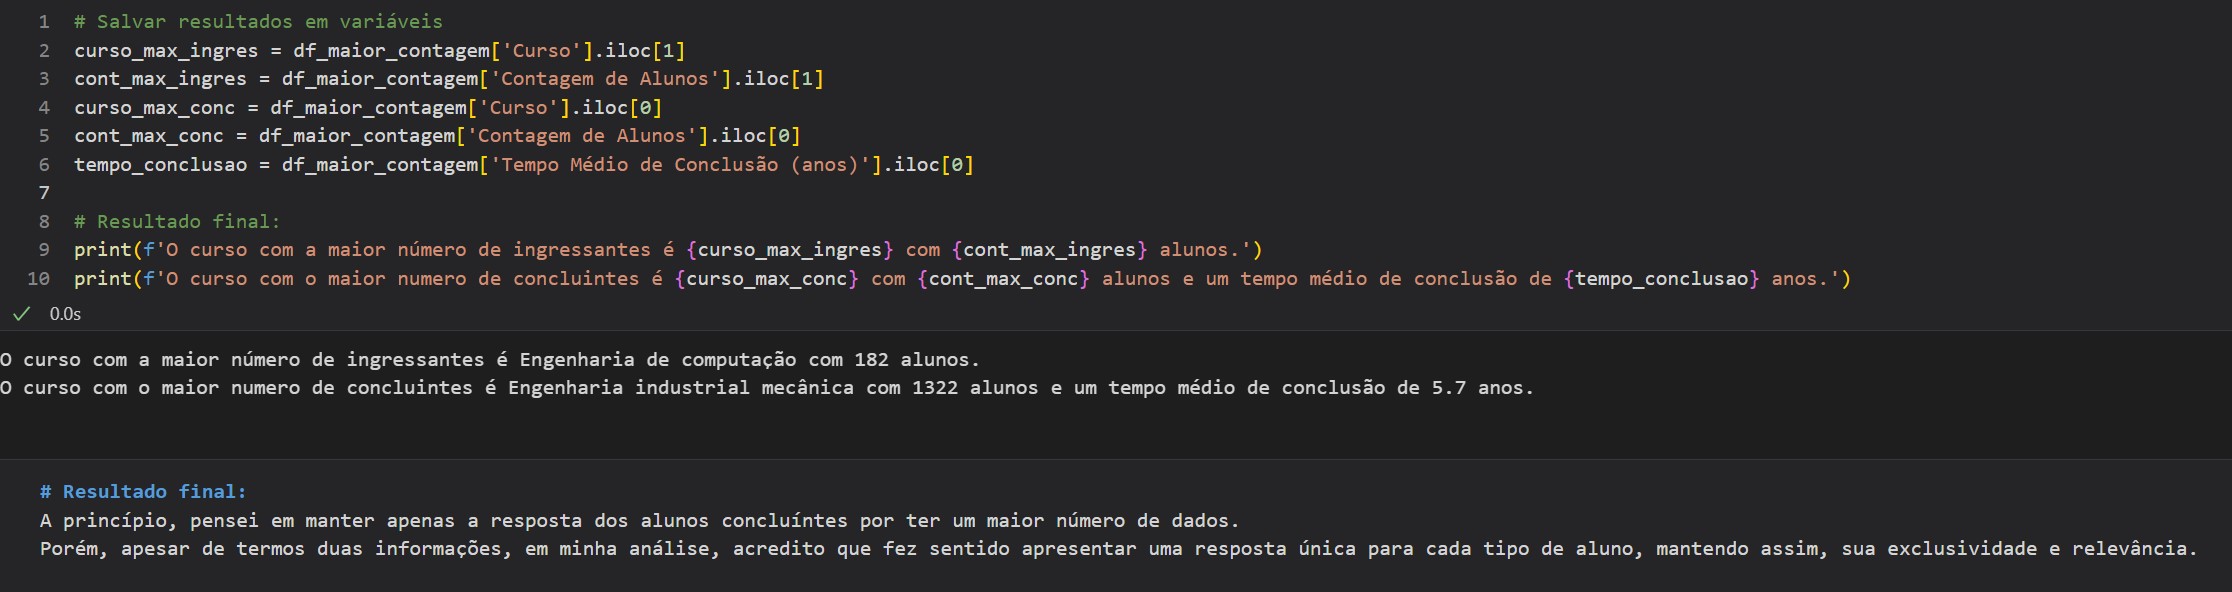 1 # Salvar resultados em variáveis
2 curso_max_ingres = df_maior_contagem['Curso'].iloc[1]
3 cont_max_ingres = df_maior_contagem['Contagem de Alunos'].iloc[1]
4 curso_max_conc = df_maior_contagem['Curso'].iloc[0]
5 cont_max_conc = df_maior_contagem['Contagem de Alunos'].iloc[0]
6 tempo_conclusao = df_maior_contagem['Tempo Médio de Conclusão (anos)'].iloc[0]
7
8 # Resultado final:
9 print(f'O curso com a maior número de ingressantes é {curso_max_ingres} com {cont_max_ingres} alunos.')
10 print(f'O curso com o maior numero de concluintes é {curso_max_conc} com {cont_max_conc} alunos e um tempo médio de conclusão de {tempo_conclusao} anos.')
0.0s
O curso com a maior número de ingressantes é Engenharia de computação com 182 alunos.
O curso com o maior numero de concluintes é Engenharia industrial mecânica com 1322 alunos e um tempo médio de conclusão de 5.7 anos.
# Resultado final:
A princípio, pensei em manter apenas a resposta dos alunos concluíntes por ter um maior número de dados.
Porém, apesar de termos duas informações, em minha análise, acredito que fez sentido apresentar uma resposta única para cada tipo de aluno, mantendo assim, sua exclusividade e relevância.